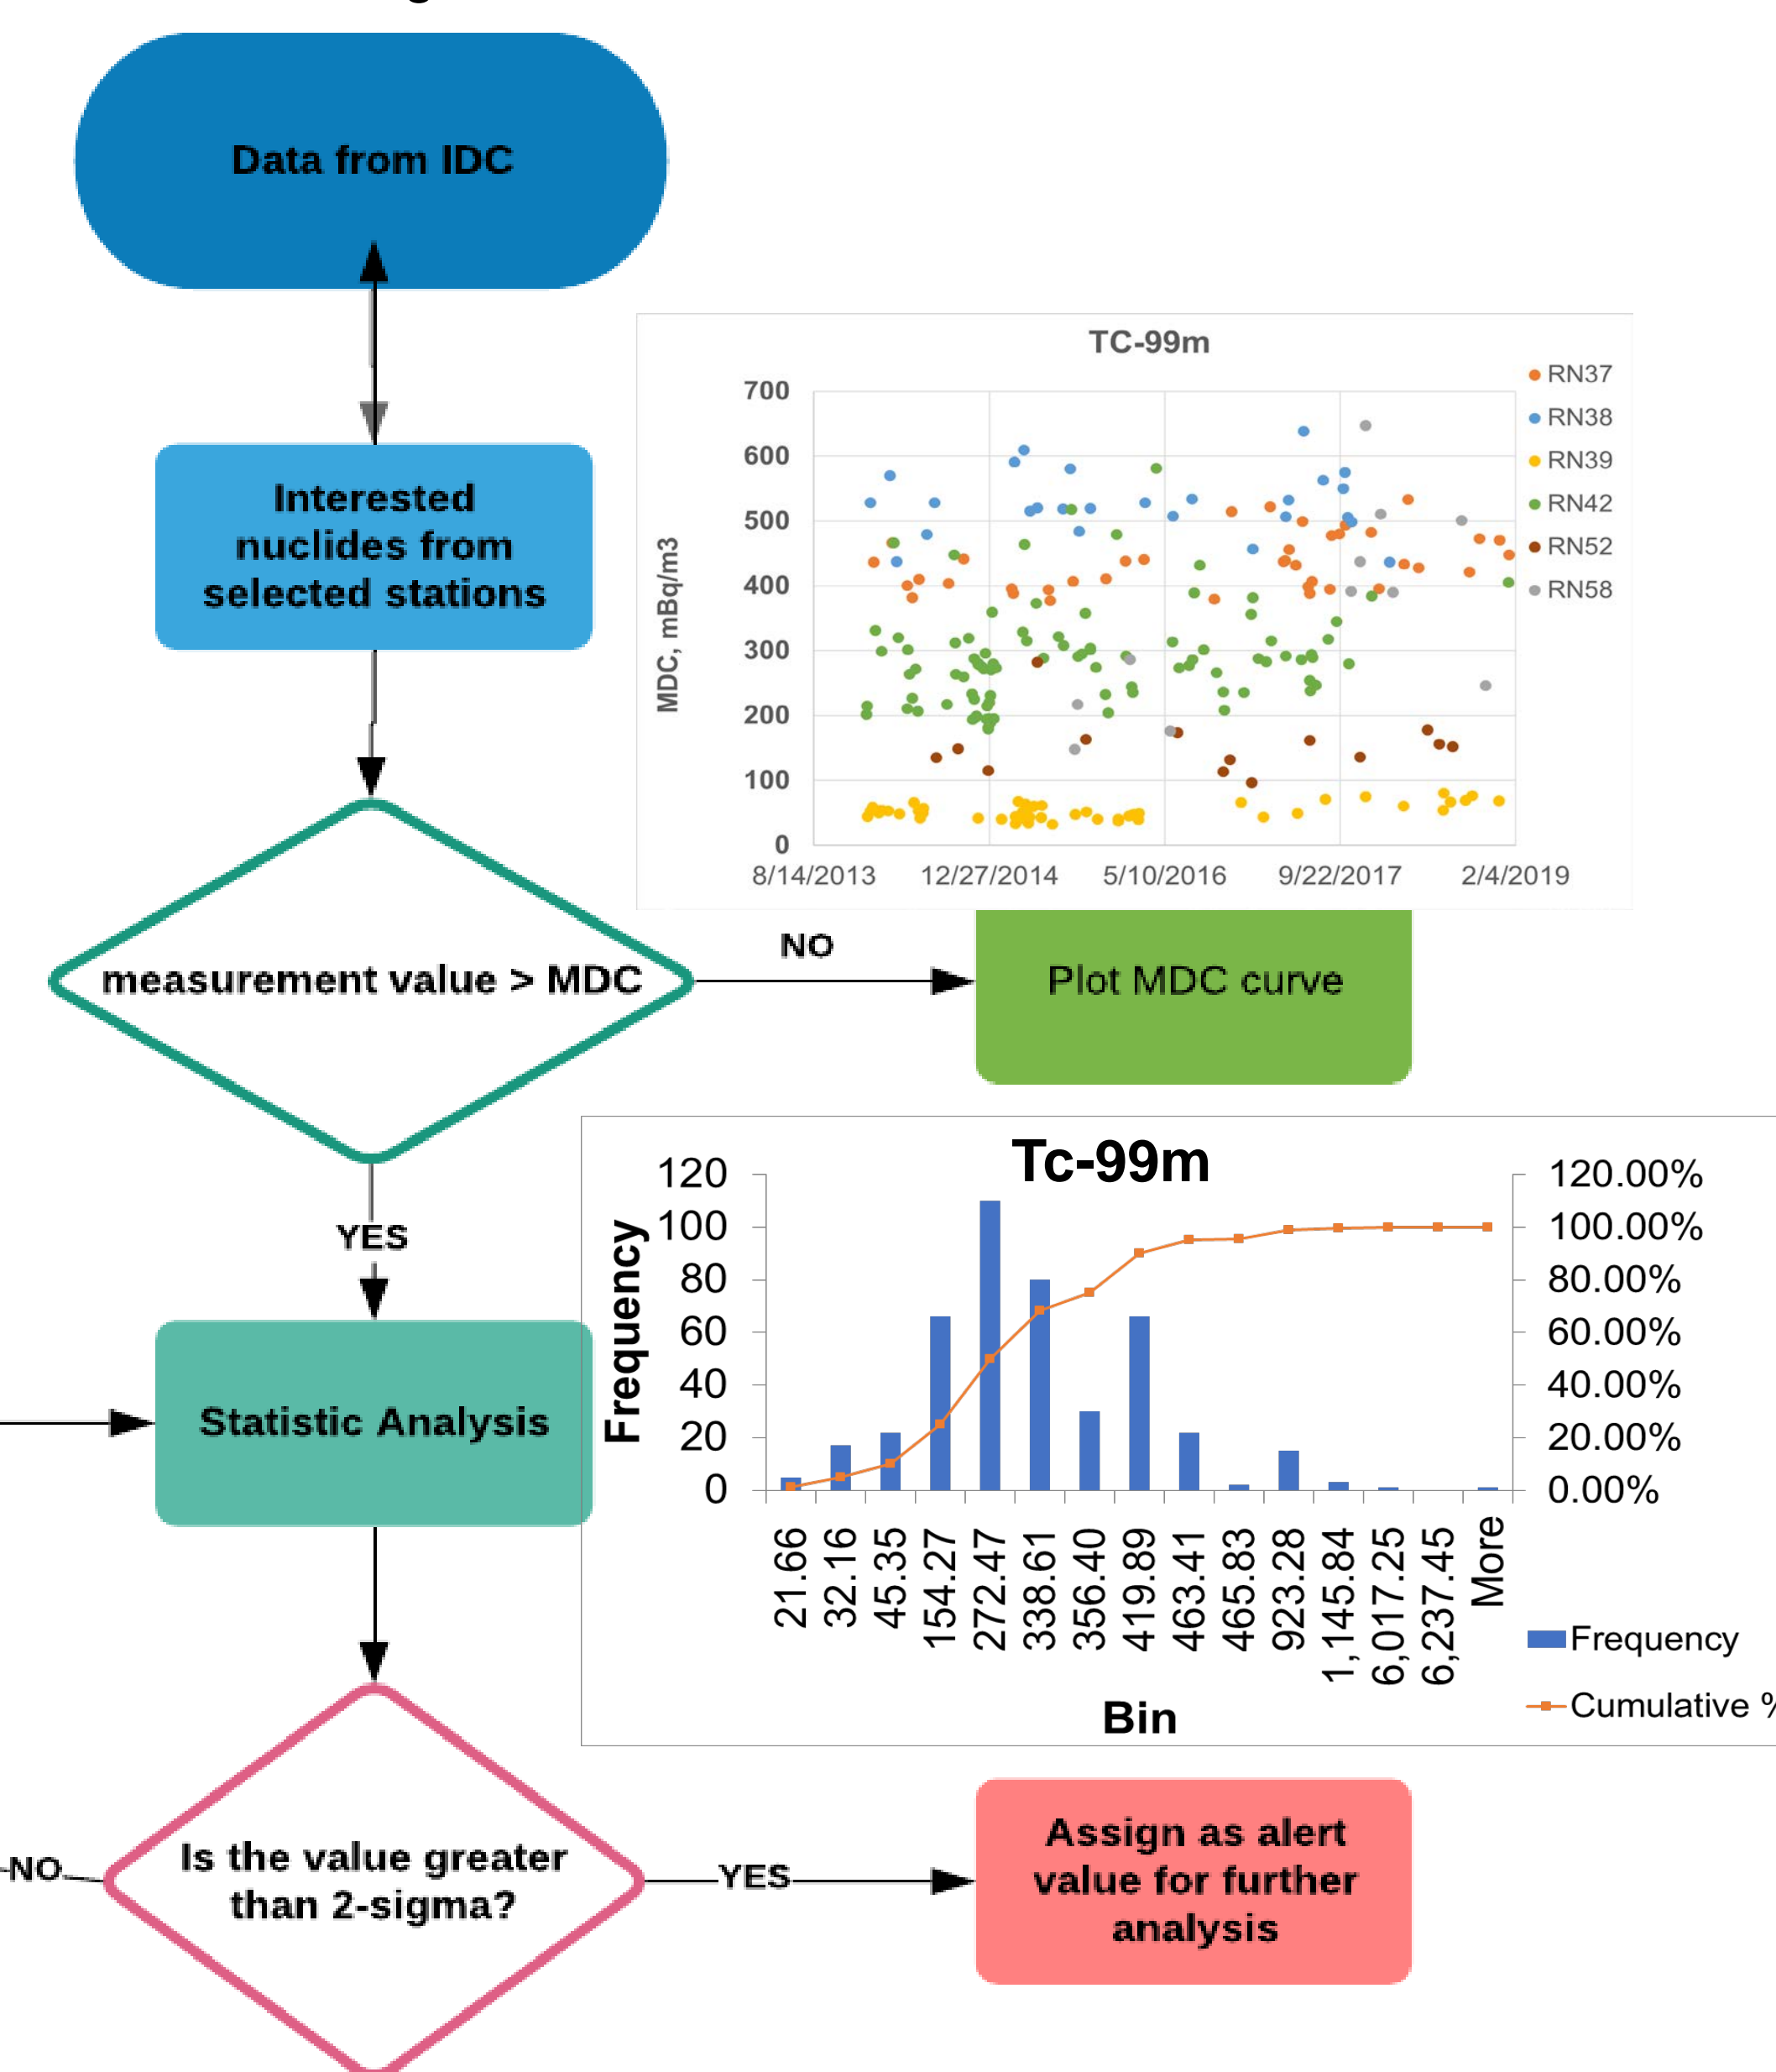 Data from IDC
Interested
nuclides from
selected stations
TC-99m
RN37
RN38
RN39
RN42
RN52
RN58
MDC, mBq/m3
700
600
500
400
300
200
100
0
8/14/2013
12/27/2014
5/10/2016
9/22/2017
2/4/2019
measurement value > MDC
NO
Plot MDC curve
YES
Tc-99m
Frequency
120
100
80
60
40
20
0
120.00%
100.00%
80.00%
60.00%
40.00%
20.00%
0.00%
21.66
32.16
45.35
154.27
272.47
338.61
356.40
419.89
463.41
465.83
923.28
1,145.84
6,017.25
6,237.45
More
Bin
Frequency
Cumulative %
Statistic Analysis
Is the value greater
than 2-sigma?
NO
YES
Assign as alert
value for further
analysis